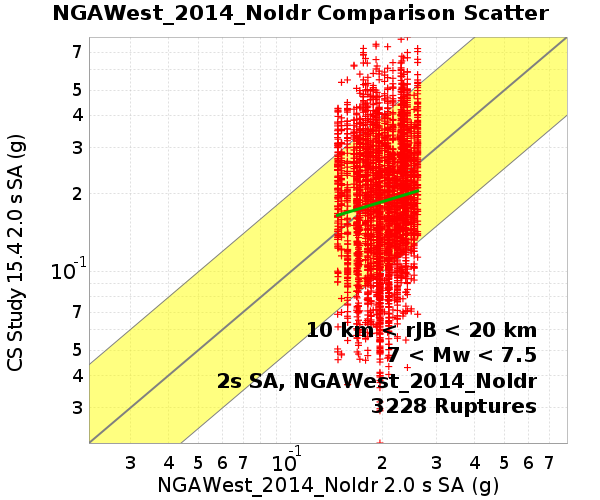 NGAWest_2014_NoIdr Comparison Scatter
7
5
4
3
2
10-1
7
5
4
3
CS Study 15.4 2.0 s SA (g)
10 km < rJB < 20 km
7 < Mw < 7.5
2s SA, NGAWest_2014_NoIdr
3228 Ruptures
3 4 5 6 7 10-1 2 3 4 5 6 7
NGAWest_2014_NoIdr 2.0 s SA (g)